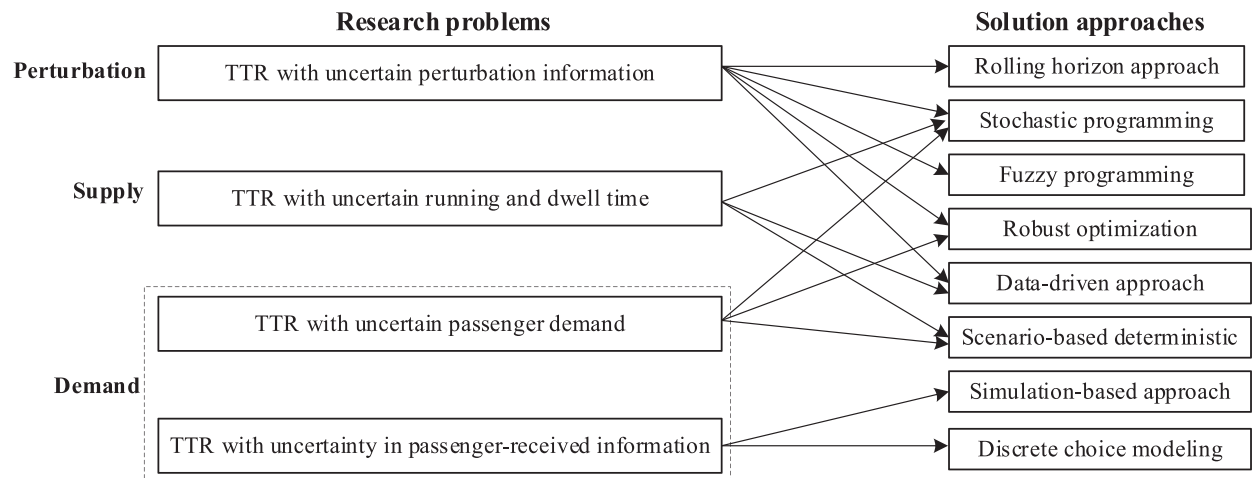 Research problems
Solution approaches
Perturbation
TTR with uncertain perturbation information
Supply
TTR with uncertain running and dwell time
TTR with uncertain passenger demand
Demand
TTR with uncertainty in passenger-received information
Rolling horizon approach
Stochastic programming
Fuzzy programming
Robust optimization
Data-driven approach
Scenario-based deterministic
Simulation-based approach
Discrete choice modeling